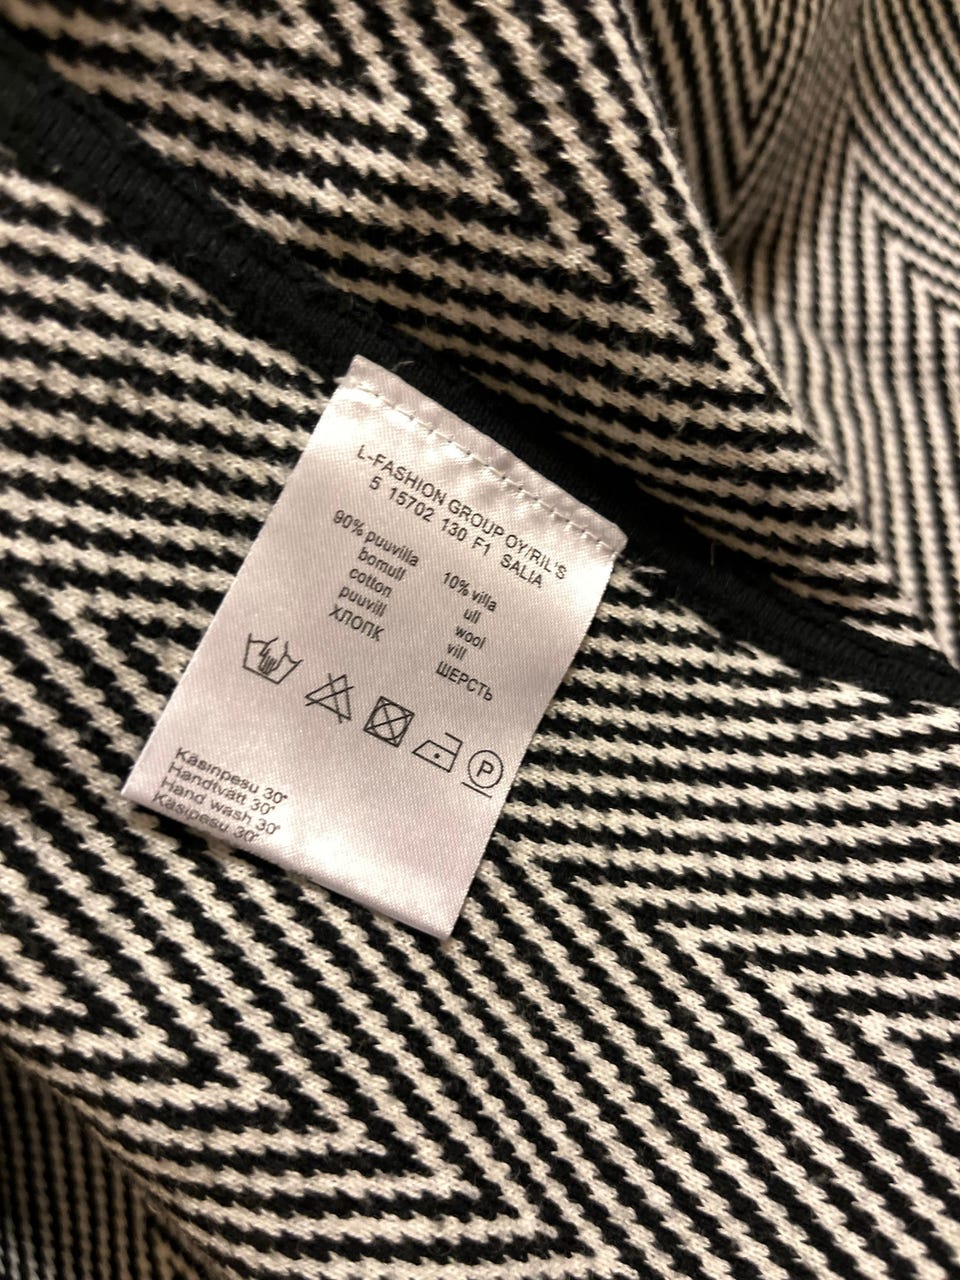 L-FASHION GROUP OY/RIL'S
5 15702 130 F1 SALIA
90% puuvilla
bomull
cotton
puuvill
ХЛОПК
10% villa
ull
wool
vill
ШЕРСТЬ
P
Käsinpesu 30°
Handtvätt 30°
Hand wash 30°
Käsipesu 30°